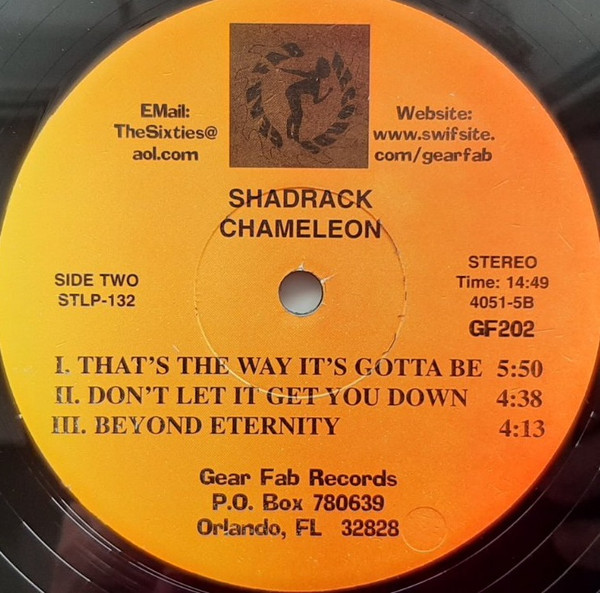 EMail:
TheSixties@
aol.com
Website:
www.swifsite.
com/gearfab
SHADRACK
CHAMELEON
SIDE TWO
STLP-132
STEREO
Time: 14:49
4051-5B
GF202
I. THAT'S THE WAY IT'S GOTTA BE 5:50
II. DON'T LET IT GET YOU DOWN 4:38
III. BEYOND ETERNITY 4:13
Gear Fab Records
P.O. Box 780639
Orlando, FL 32828